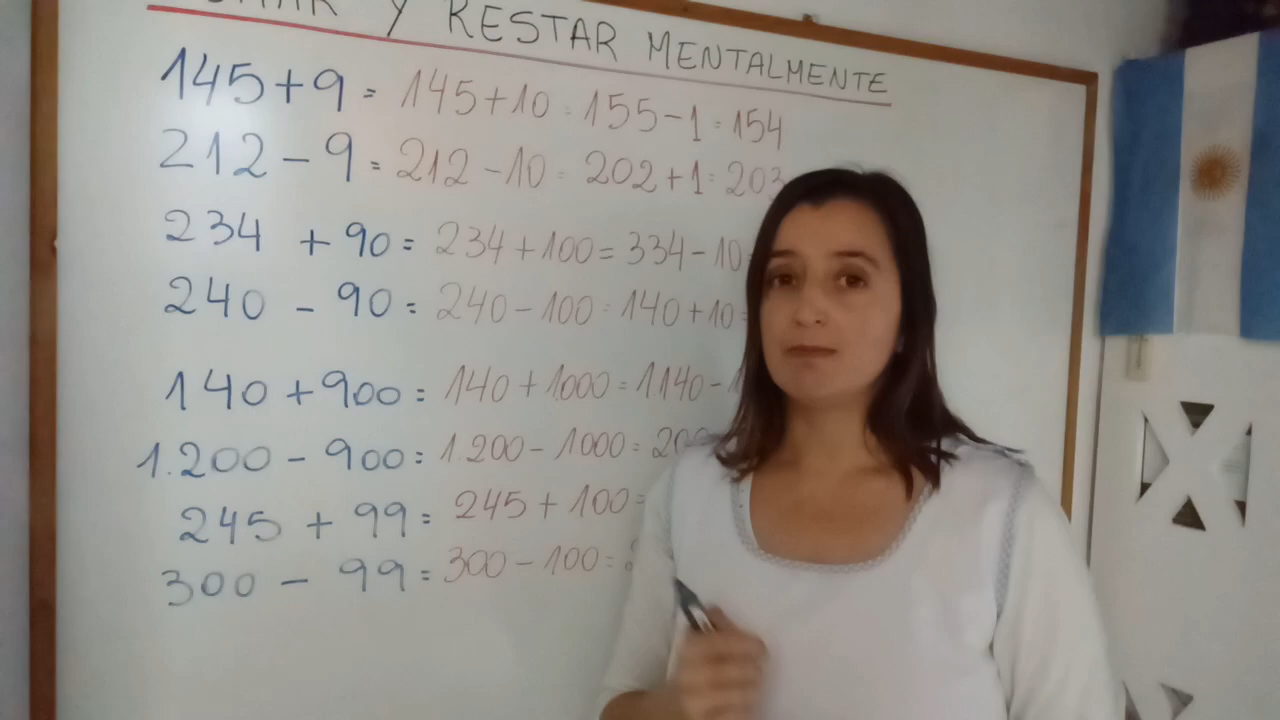 Y RESTAR MENTALMENTE
145+9 = 145+10 = 155-1 = 154
212-9 = 212-10 = 202+1 = 203
234 + 90 = 234+100 = 334-10
240 - 90 = 240-100 = 140+10 =
140+900 = 140+1000 = 1.140-1
1.200-900 = 1.200-1000 = 200
245 + 99 = 245+100 =
300 - 99 = 300-100 =